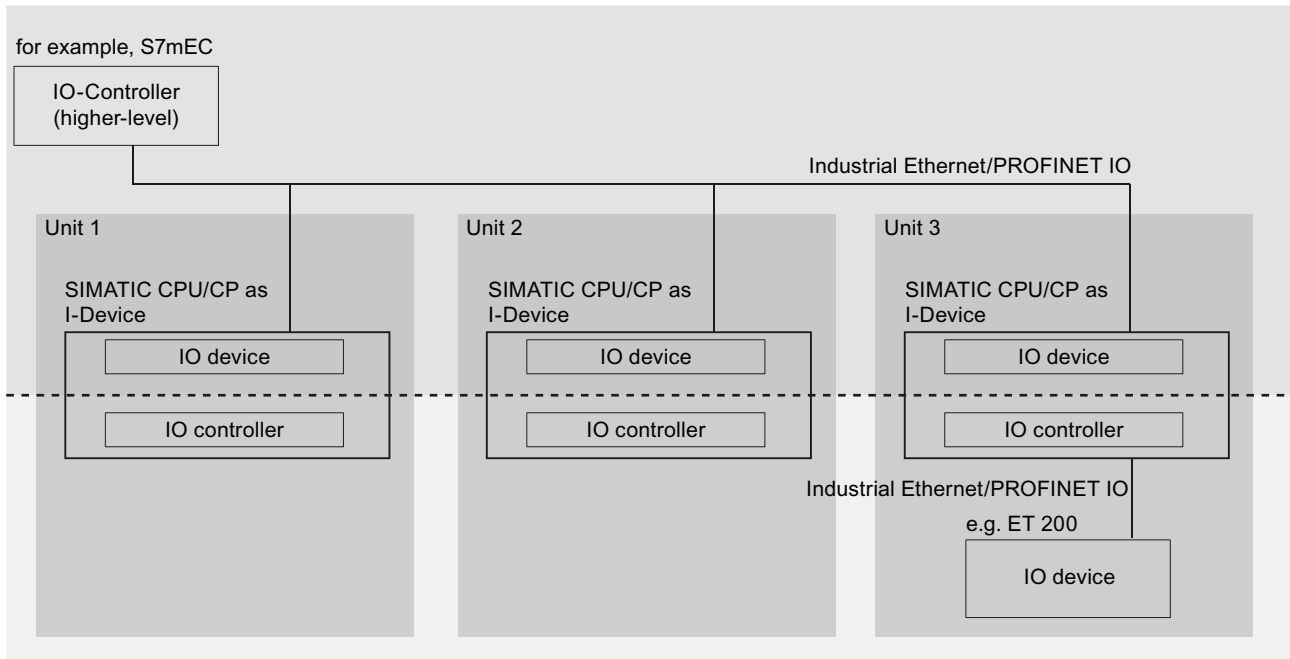 for example, S7mEC
IO-Controller
(higher-level)
Industrial Ethernet/PROFINET IO
Unit 1
SIMATIC CPU/CP as
I-Device
IO device
IO controller
Unit 2
SIMATIC CPU/CP as
I-Device
IO device
IO controller
Unit 3
SIMATIC CPU/CP as
I-Device
IO device
IO controller
Industrial Ethernet/PROFINET IO
e.g. ET 200
IO device